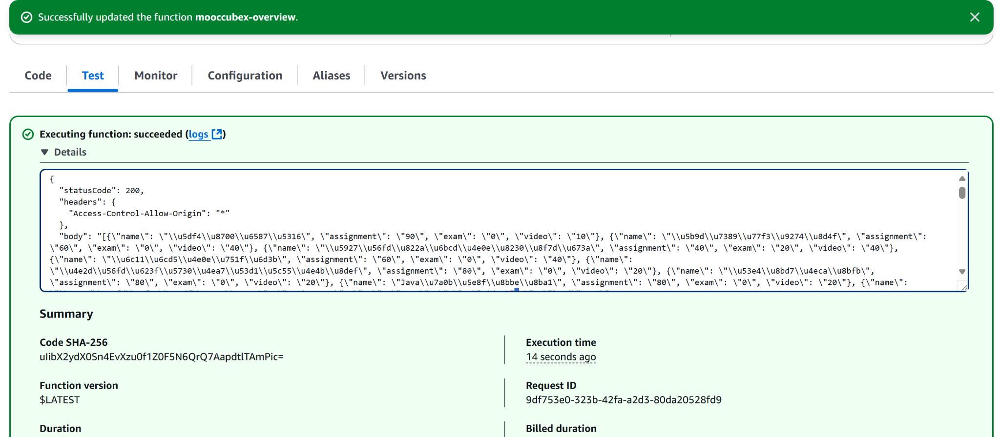 Successfully updated the function mooccubex-overview.
Code
Test
Monitor
Configuration
Aliases
Versions
Executing function: succeeded (logs)
Details
{
"statusCode": 200,
"headers": {
"Access-Control-Allow-Origin": "*"
},
"body": "[{\"name\": \"\\u5df4\\u8700\\u6587\\u5316\", \"assignment\": \"90\", \"exam\": \"0\", \"video\": \"10\"}, {\"name\": \"\\u5b9d\\u7389\\u77f3\\u9274\\u8d4f\", \"assignment\":
\"60\", \"exam\": \"0\", \"video\": \"40\"}, {\"name\": \"\\u5927\\u56fd\\u822a\\u6bcd\\u4e0e\\u8230\\u8f7d\\u673a\", \"assignment\": \"40\", \"exam\": \"20\", \"video\": \"40\"},
{\"name\": \"\\u6c11\\u6cd5\\u4e0e\\u751f\\u6d3b\", \"assignment\": \"60\", \"exam\": \"0\", \"video\": \"40\"}, {\"name\":
\"\\u4e2d\\u56fd\\u623f\\u5730\\u4ea7\\u53d1\\u5c55\\u4e4b\\u8def\", \"assignment\": \"80\", \"exam\": \"0\", \"video\": \"20\"}, {\"name\": \"\\u53e4\\u8bd7\\u4eca\\u8bfb\",
\"assignment\": \"80\", \"exam\": \"0\", \"video\": \"20\"}, {\"name\": \"Java\\u7a0b\\u5e8f\\u8bbe\\u8ba1\", \"assignment\": \"80\", \"exam\": \"0\", \"video\": \"20\"}, {\"name\":
Summary
Code SHA-256
uIibX2ydX0Sn4EvXzu0f1Z0F5N6QrQ7AapdtlTAmPic=
Execution time
14 seconds ago
Function version
$LATEST
Request ID
9df753e0-323b-42fa-a2d3-80da20528fd9
Duration
Billed duration